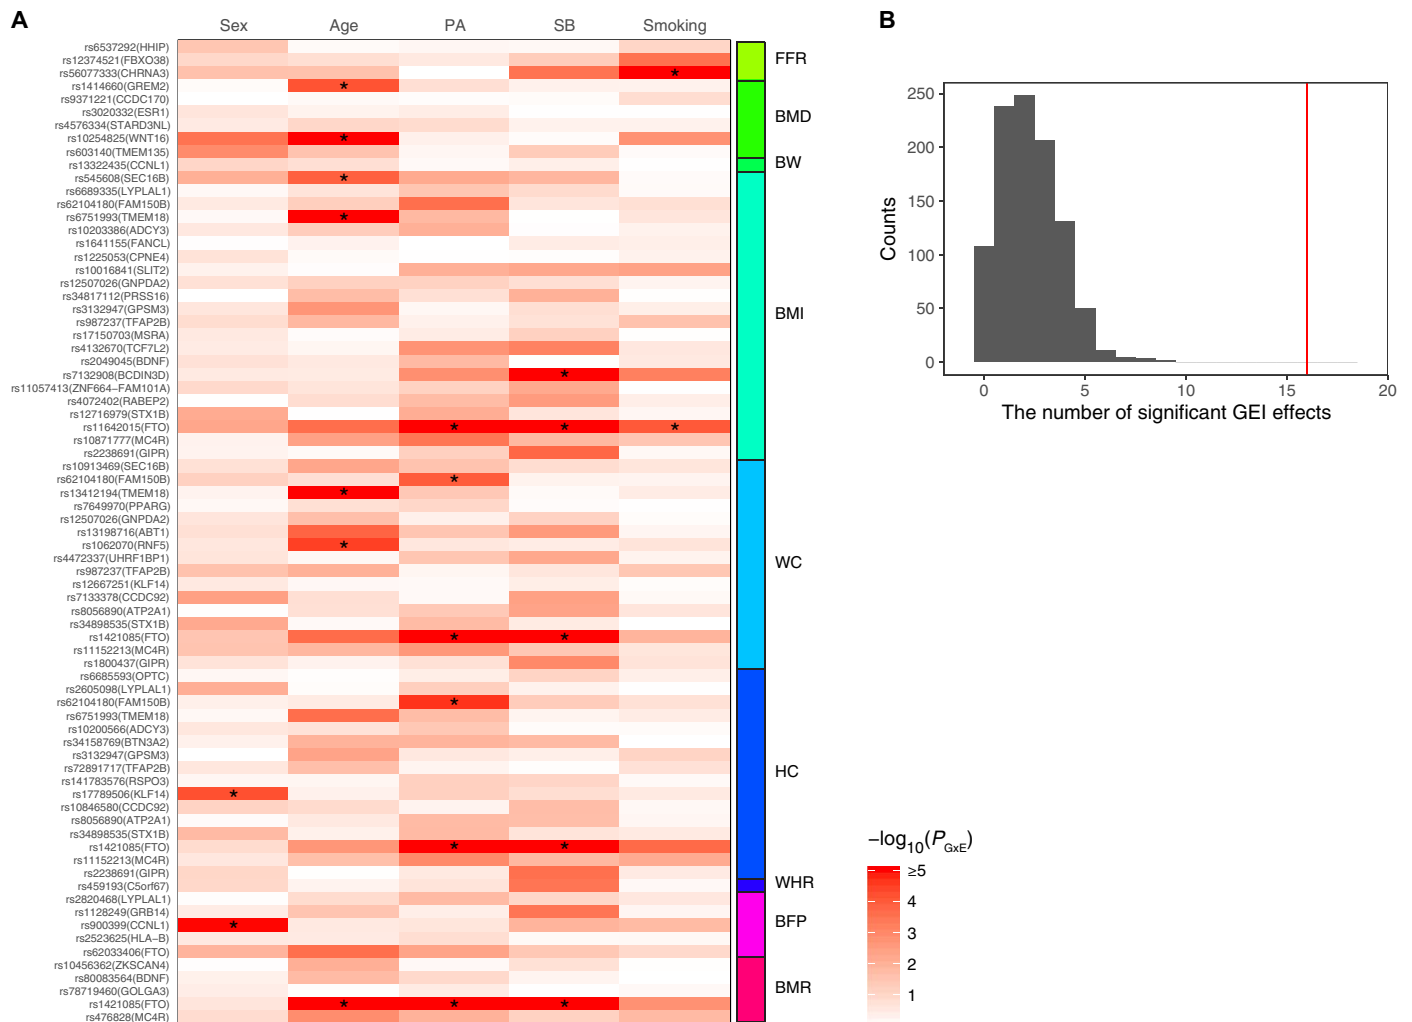 A
B
Sex Age PA SB Smoking
rs6537292(HHIP)
rs12374521(FBXO38)
rs56077333(CHRNA3)
rs1414660(GREM2)
rs9371221(CCDC170)
rs3020332(ESR1)
rs4576334(STARD3NL)
rs10254825(WNT16)
rs603140(TMEM135)
rs13322435(CCNL1)
rs545608(SEC16B)
rs6689335(LYPLAL1)
rs62104180(FAM150B)
rs6751993(TMEM18)
rs10203386(ADCY3)
rs1641155(FANCL)
rs1225053(CPNE4)
rs10016841(SLIT2)
rs12507026(GNPDA2)
rs34817112(PRSS16)
rs3132947(GPSM3)
rs987237(TFAP2B)
rs17150703(MSRA)
rs4132670(TCF7L2)
rs2049045(BDNF)
rs7132908(BCDIN3D)
rs11057413(ZNF664−FAM101A)
rs4072402(RABEP2)
rs12716979(STX1B)
rs11642015(FTO)
rs10871777(MC4R)
rs2238691(GIPR)
rs10913469(SEC16B)
rs62104180(FAM150B)
rs13412194(TMEM18)
rs7649970(PPARG)
rs12507026(GNPDA2)
rs13198716(ABT1)
rs1062070(RNF5)
rs4472337(UHRF1BP1)
rs987237(TFAP2B)
rs12667251(KLF14)
rs7133378(CCDC92)
rs8056890(ATP2A1)
rs34898535(STX1B)
rs1421085(FTO)
rs11152213(MC4R)
rs1800437(GIPR)
rs6685593(OPTC)
rs2605098(LYPLAL1)
rs62104180(FAM150B)
rs6751993(TMEM18)
rs10200566(ADCY3)
rs34158769(BTN3A2)
rs3132947(GPSM3)
rs72891717(TFAP2B)
rs141783576(RSPO3)
rs17789506(KLF14)
rs10846580(CCDC92)
rs8056890(ATP2A1)
rs34898535(STX1B)
rs1421085(FTO)
rs11152213(MC4R)
rs2238691(GIPR)
rs459193(C5orf67)
rs2820468(LYPLAL1)
rs1128249(GRB14)
rs900399(CCNL1)
rs2523625(HLA−B)
rs62033406(FTO)
rs10456362(ZKSCAN4)
rs80083564(BDNF)
rs78719460(GOLGA3)
rs1421085(FTO)
rs476828(MC4R)
FFR
BMD
BW
BMI
WC
HC
WHR
BFP
BMR
Counts
250
200
150
100
50
0
0 5 10 15 20
The number of significant GEI effects
−log10(PGxE)
≥5
4
3
2
1